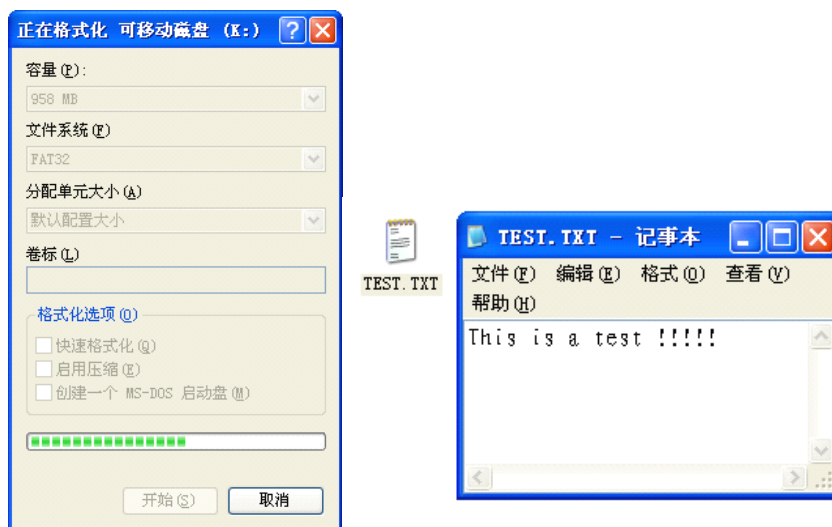 正在格式化 可移动磁盘 (K:)
容量(P):
958 MB
文件系统(F)
FAT32
分配单元大小(A)
默认配置大小
卷标(L)
格式化选项(O)
快速格式化(Q)
启用压缩(E)
创建一个 MS-DOS 启动盘(M)
开始(S)
取消
TEST.TXT
TEST.TXT - 记事本
文件(F) 编辑(E) 格式(O) 查看(V)
帮助(H)
This is a test !!!!!